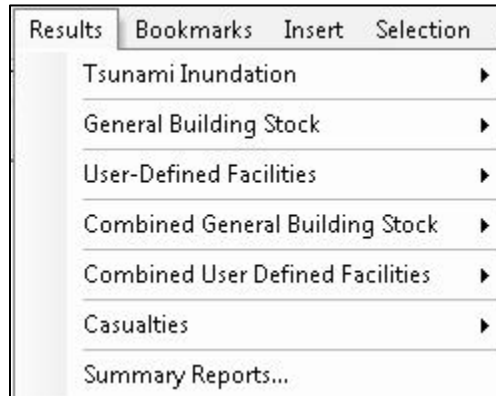 Results Bookmarks Insert Selection
Tsunami Inundation
General Building Stock
User-Defined Facilities
Combined General Building Stock
Combined User Defined Facilities
Casualties
Summary Reports...